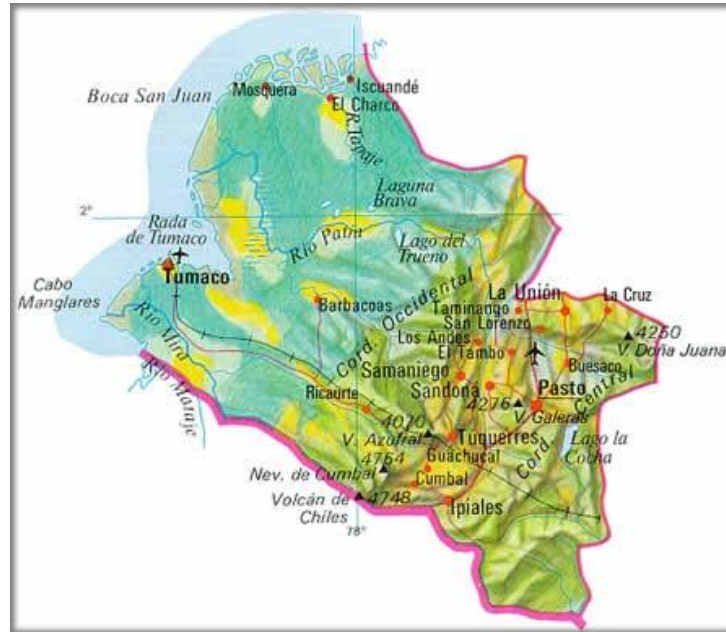 Boca San Juan
Mosquera
Iscuandé
El Charco
R. Tapaje
Laguna
Brava
2°
Rada
de Tumaco
Río Patía
Lago del
Trueno
Tumaco
Cabo
Manglares
Río Mira
Río Mataje
Barbacoas
Cord. Occidental
La Unión
La Cruz
Taminango
San Lorenzo
Los Andes
El Tambo
4250
V. Doña Juana
Buesaco
Samaniego
Sandoná
Pasto
4276
V. Galeras
Cord. Central
Ricaurte
4070
V. Azufral
Túquerres
Lago la
Cocha
4764
Guachucal
Nev. de Cumbal
Cumbal
Volcán de
Chiles
4748
Ipiales
78°